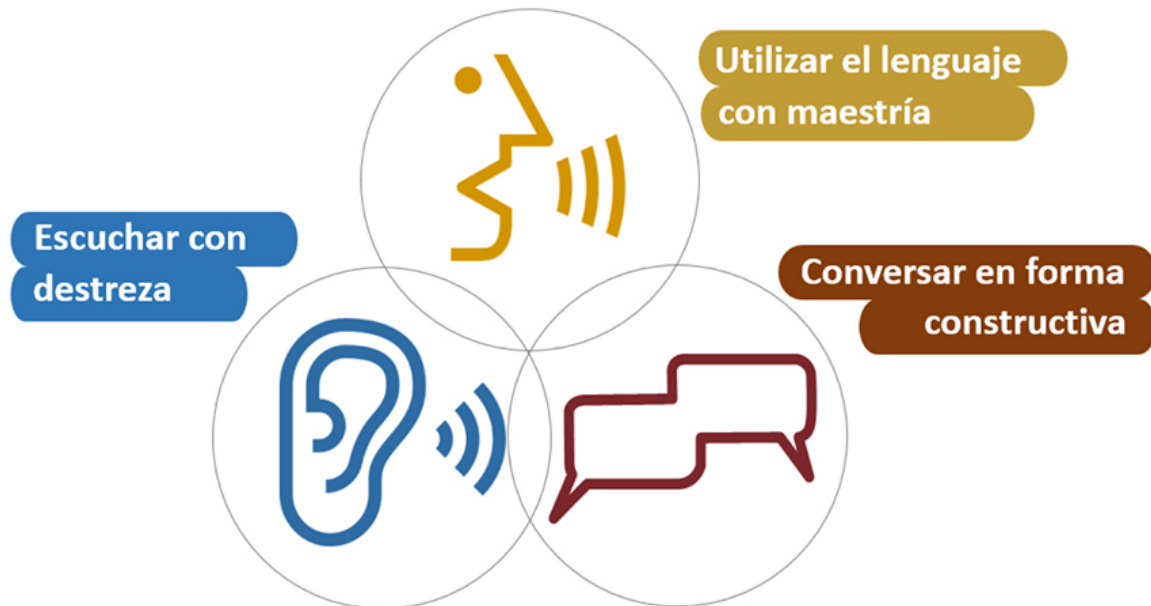 Utilizar el lenguaje
con maestría
Escuchar con
destreza
Conversar en forma
constructiva